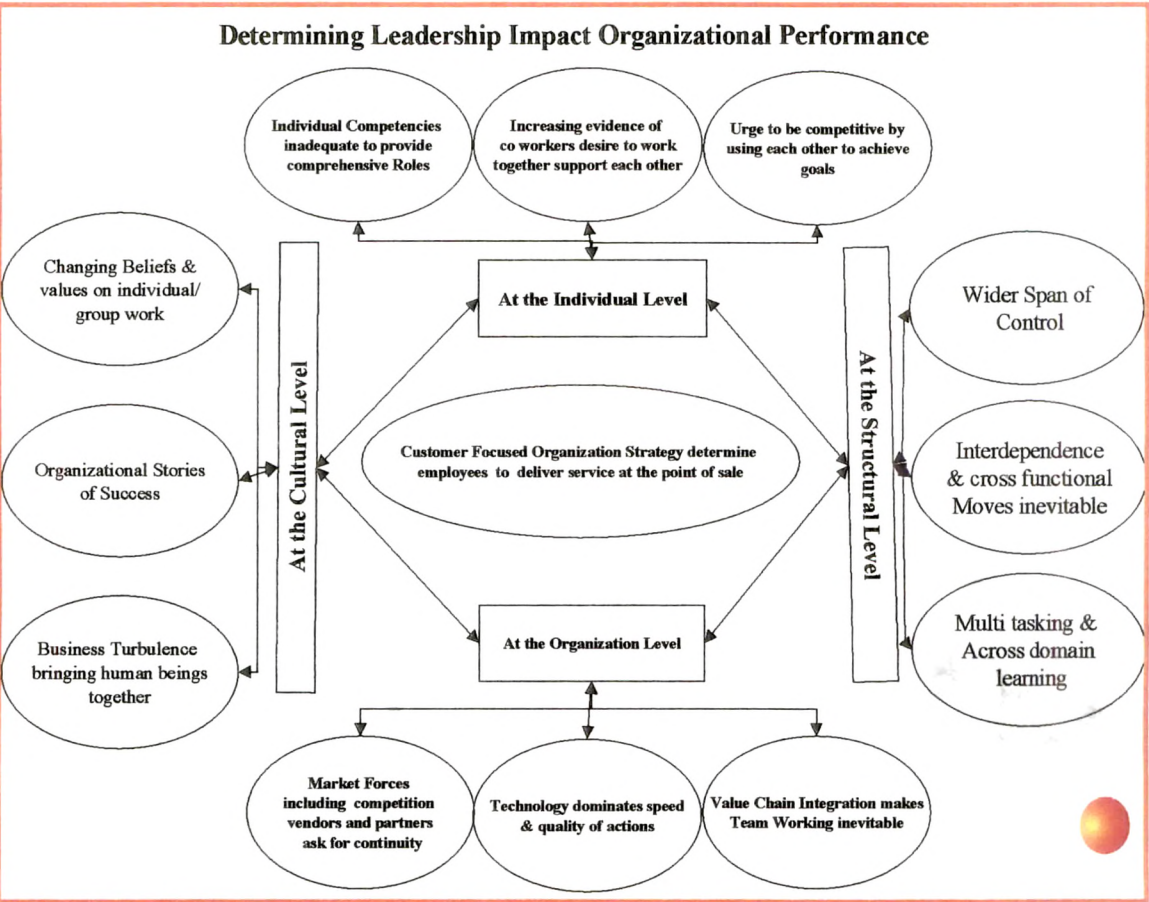 Determining Leadership Impact Organizational Performance
Individual Competencies
inadequate to provide
comprehensive Roles
Increasing evidence of
co workers desire to work
together support each other
Urge to be competitive by
using each other to achieve
goals
Changing Beliefs &
values on individual/
group work
Organizational Stories
of Success
Business Turbulence
bringing human beings
together
At the Cultural Level
At the Individual Level
Customer Focused Organization Strategy determine
employees to deliver service at the point of sale
At the Organization Level
At the Structural Level
Wider Span of
Control
Interdependence
& cross functional
Moves inevitable
Multi tasking &
Across domain
learning
Market Forces
including competition
vendors and partners
ask for continuity
Technology dominates speed
& quality of actions
Value Chain Integration makes
Team Working inevitable